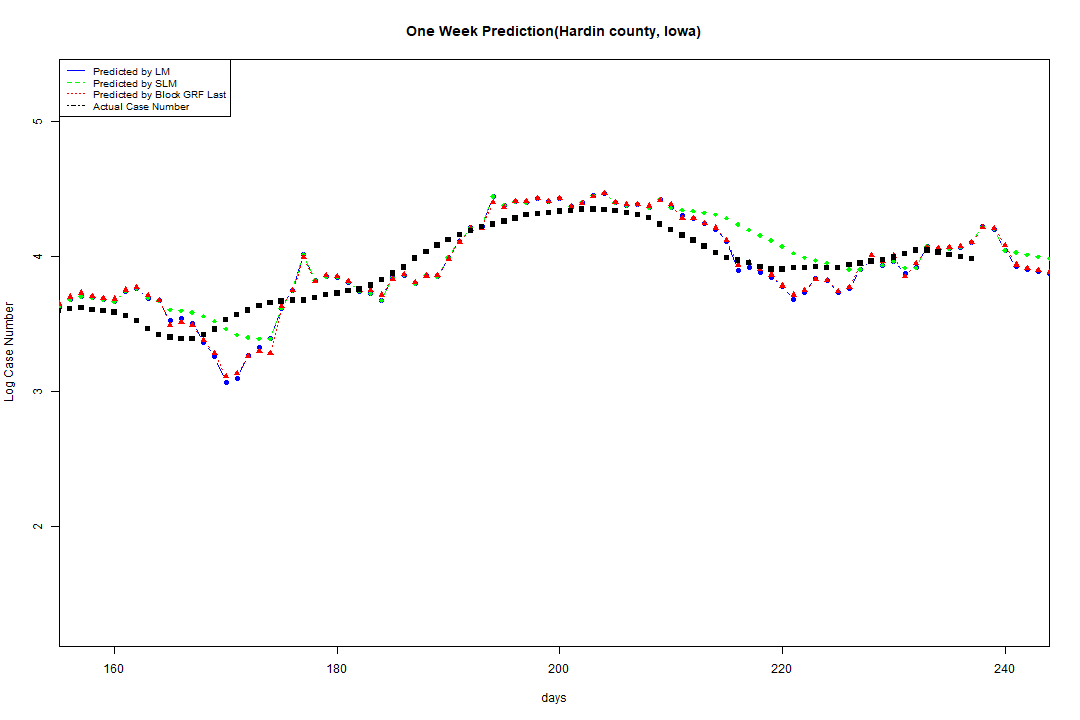 One Week Prediction(Hardin county, Iowa)
Predicted by LM
Predicted by SLM
Predicted by Block GRF Last
Actual Case Number
5
4
3
2
Log Case Number
160 180 200 220 240
days